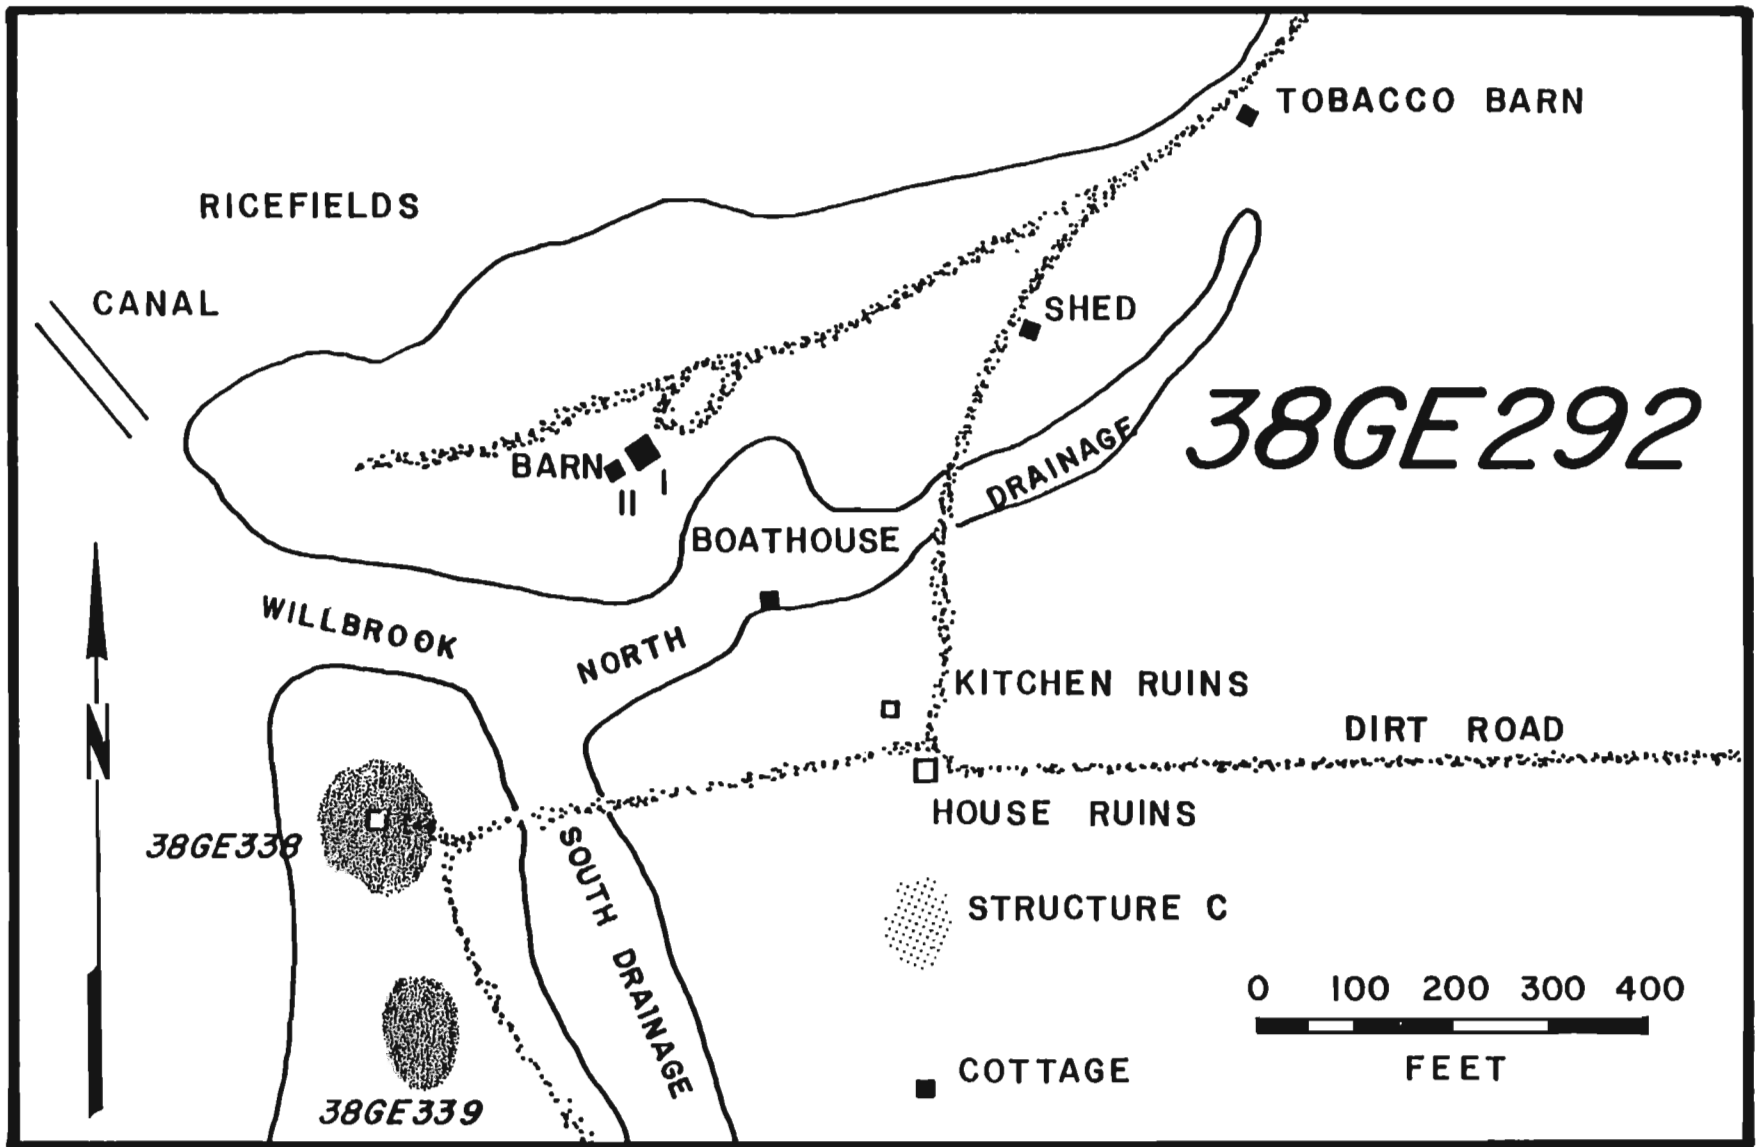 TOBACCO BARN
RICEFIELDS
CANAL
SHED
38GE292
BARN
I
II
DRAINAGE
BOATHOUSE
WILLBROOK
NORTH
KITCHEN RUINS
N
DIRT ROAD
HOUSE RUINS
38GE338
SOUTH DRAINAGE
STRUCTURE C
0 100 200 300 400
FEET
COTTAGE
38GE339